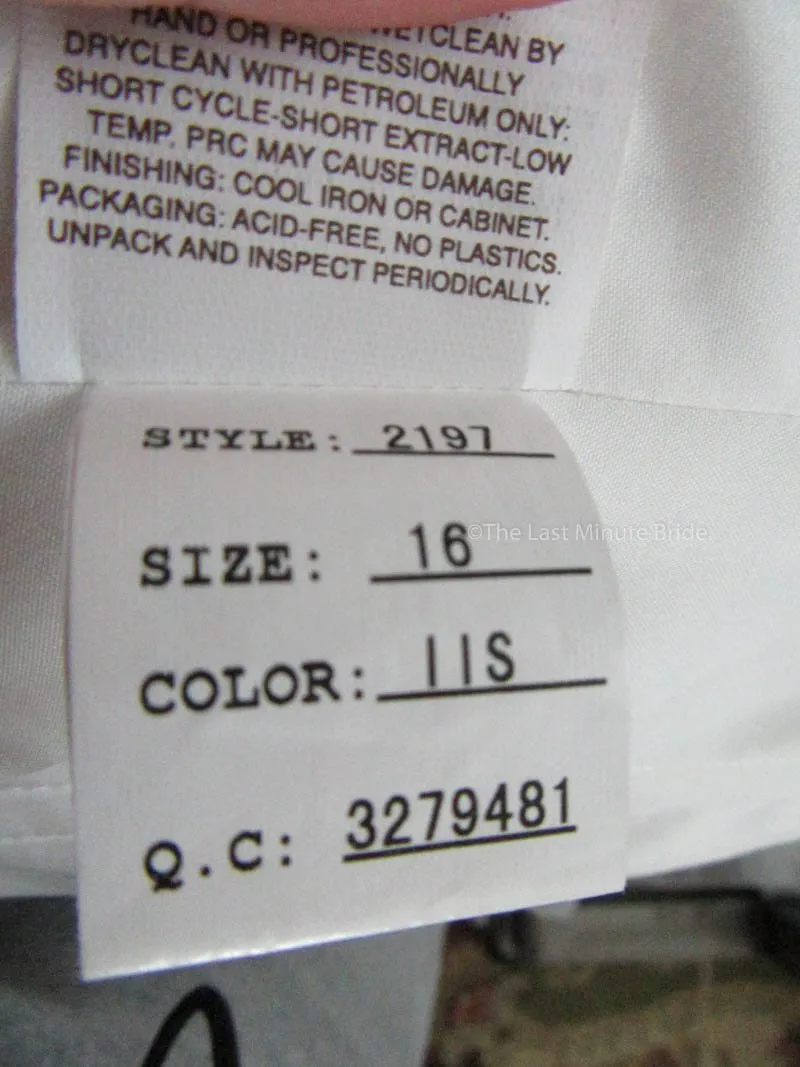 HAND OR WETCLEAN BY
DRYCLEAN WITH PROFESSIONALLY
SHORT CYCLE-SHORT PETROLEUM ONLY:
TEMP. PRC MAY EXTRACT-LOW
FINISHING: COOL CAUSE DAMAGE.
PACKAGING: ACID-FREE, IRON OR CABINET.
UNPACK AND INSPECT NO PLASTICS.
PERIODICALLY.
STYLE: 2197
SIZE: 16
©The Last Minute Bride
COLOR: IIS
Q.C: 3279481